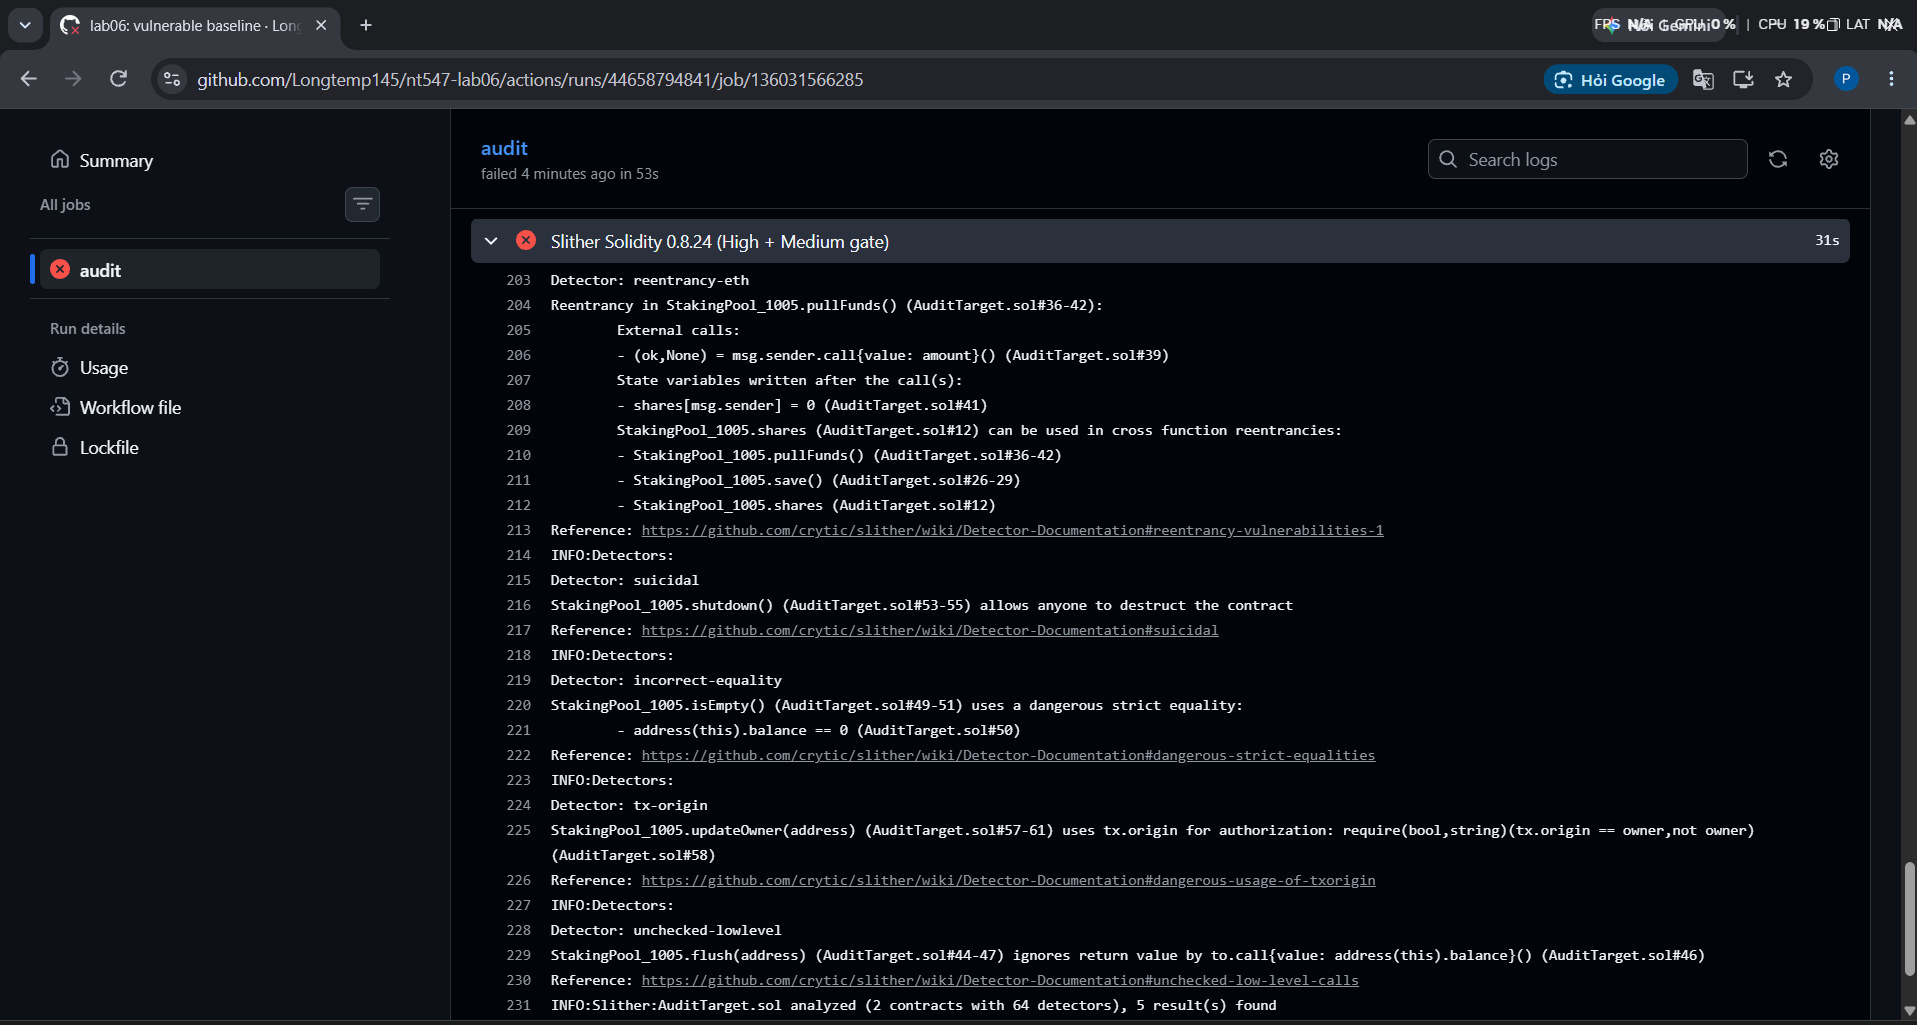 lab06: vulnerable baseline · Long
FPS N/A | GPU 0 % | CPU 19 % LAT N/A
github.com/Longtemp145/nt547-lab06/actions/runs/44658794841/job/136031566285
Hỏi Google
P
Summary
All jobs
audit
Run details
Usage
Workflow file
Lockfile
audit
failed 4 minutes ago in 53s
Search logs
Slither Solidity 0.8.24 (High + Medium gate)
31s
203 Detector: reentrancy-eth
204 Reentrancy in StakingPool_1005.pullFunds() (AuditTarget.sol#36-42):
205 External calls:
206 - (ok,None) = msg.sender.call{value: amount}() (AuditTarget.sol#39)
207 State variables written after the call(s):
208 - shares[msg.sender] = 0 (AuditTarget.sol#41)
209 StakingPool_1005.shares (AuditTarget.sol#12) can be used in cross function reentrancies:
210 - StakingPool_1005.pullFunds() (AuditTarget.sol#36-42)
211 - StakingPool_1005.save() (AuditTarget.sol#26-29)
212 - StakingPool_1005.shares (AuditTarget.sol#12)
213 Reference: https://github.com/crytic/slither/wiki/Detector-Documentation#reentrancy-vulnerabilities-1
214 INFO:Detectors:
215 Detector: suicidal
216 StakingPool_1005.shutdown() (AuditTarget.sol#53-55) allows anyone to destruct the contract
217 Reference: https://github.com/crytic/slither/wiki/Detector-Documentation#suicidal
218 INFO:Detectors:
219 Detector: incorrect-equality
220 StakingPool_1005.isEmpty() (AuditTarget.sol#49-51) uses a dangerous strict equality:
221 - address(this).balance == 0 (AuditTarget.sol#50)
222 Reference: https://github.com/crytic/slither/wiki/Detector-Documentation#dangerous-strict-equalities
223 INFO:Detectors:
224 Detector: tx-origin
225 StakingPool_1005.updateOwner(address) (AuditTarget.sol#57-61) uses tx.origin for authorization: require(bool,string)(tx.origin == owner,not owner)
(AuditTarget.sol#58)
226 Reference: https://github.com/crytic/slither/wiki/Detector-Documentation#dangerous-usage-of-txorigin
227 INFO:Detectors:
228 Detector: unchecked-lowlevel
229 StakingPool_1005.flush(address) (AuditTarget.sol#44-47) ignores return value by to.call{value: address(this).balance}() (AuditTarget.sol#46)
230 Reference: https://github.com/crytic/slither/wiki/Detector-Documentation#unchecked-low-level-calls
231 INFO:Slither:AuditTarget.sol analyzed (2 contracts with 64 detectors), 5 result(s) found